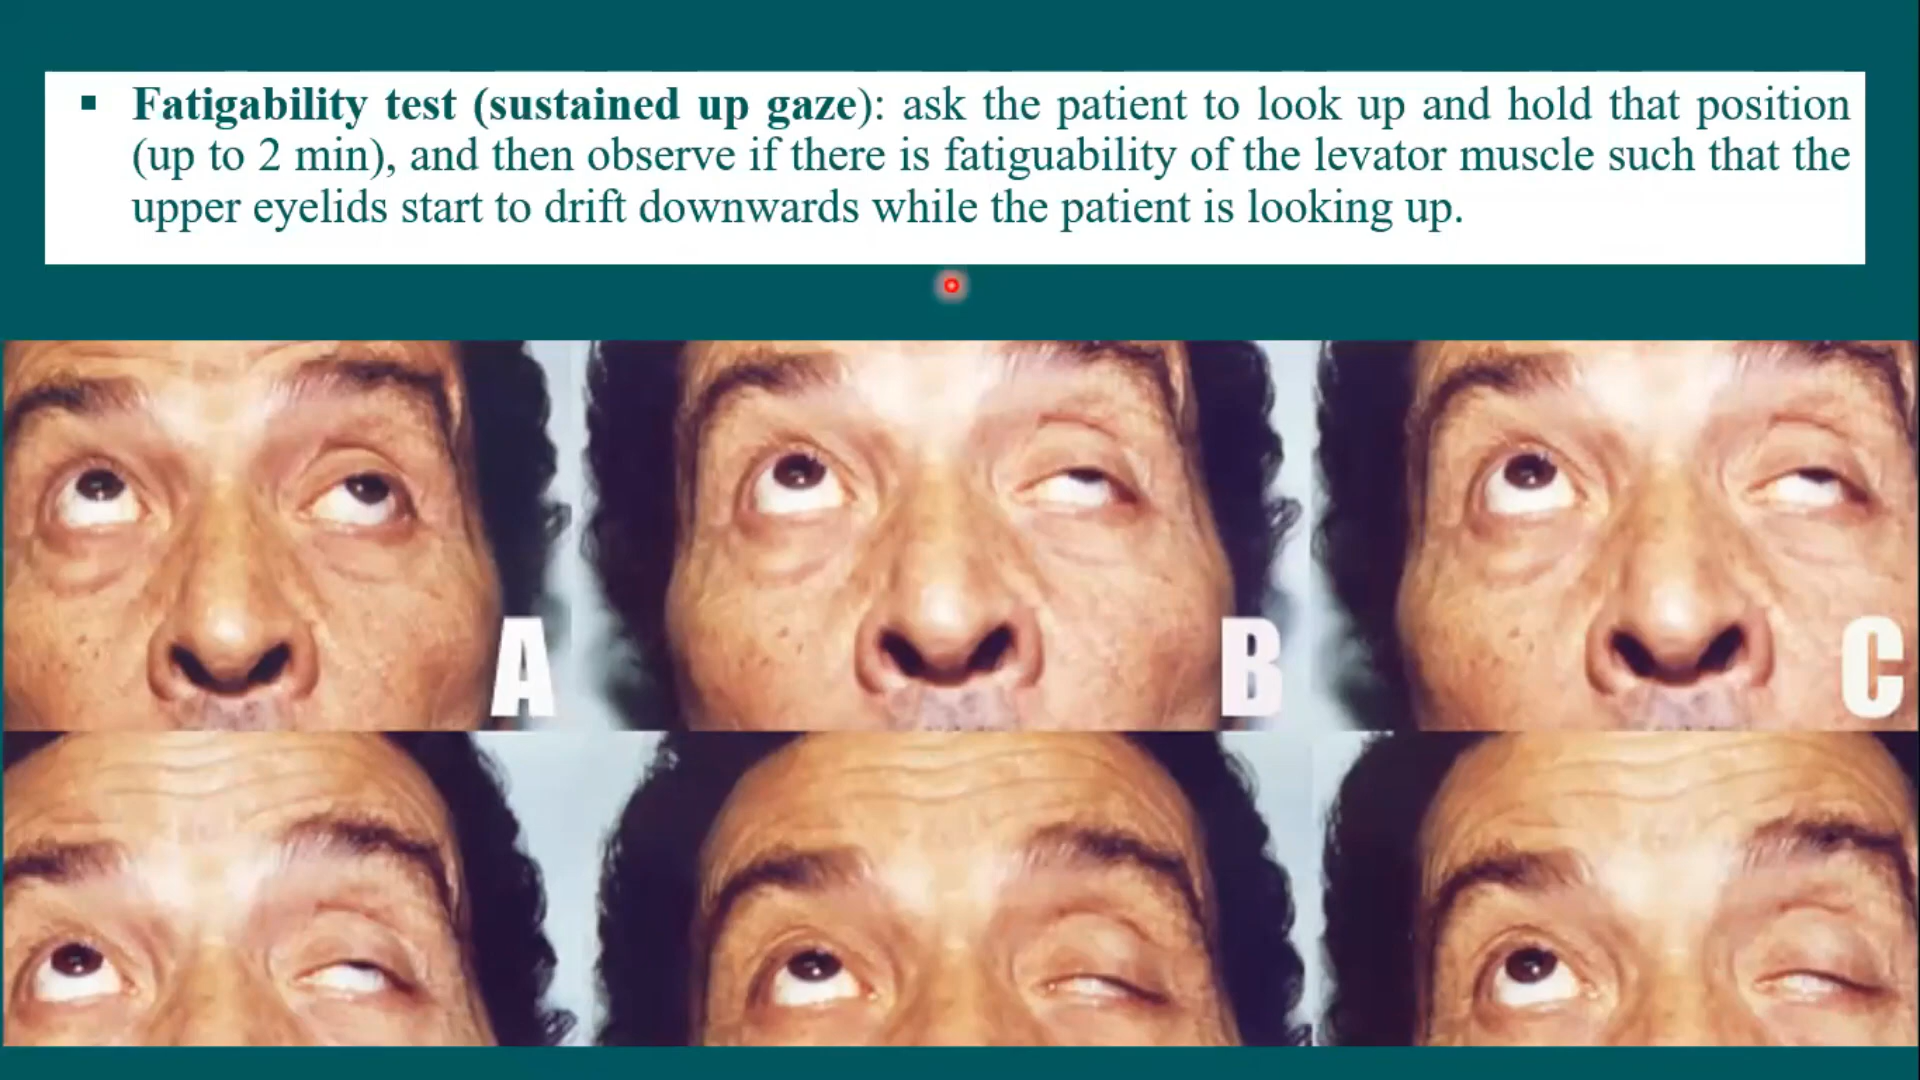 ▪ Fatigability test (sustained up gaze): ask the patient to look up and hold that position
(up to 2 min), and then observe if there is fatiguability of the levator muscle such that the
upper eyelids start to drift downwards while the patient is looking up.
A
B
C